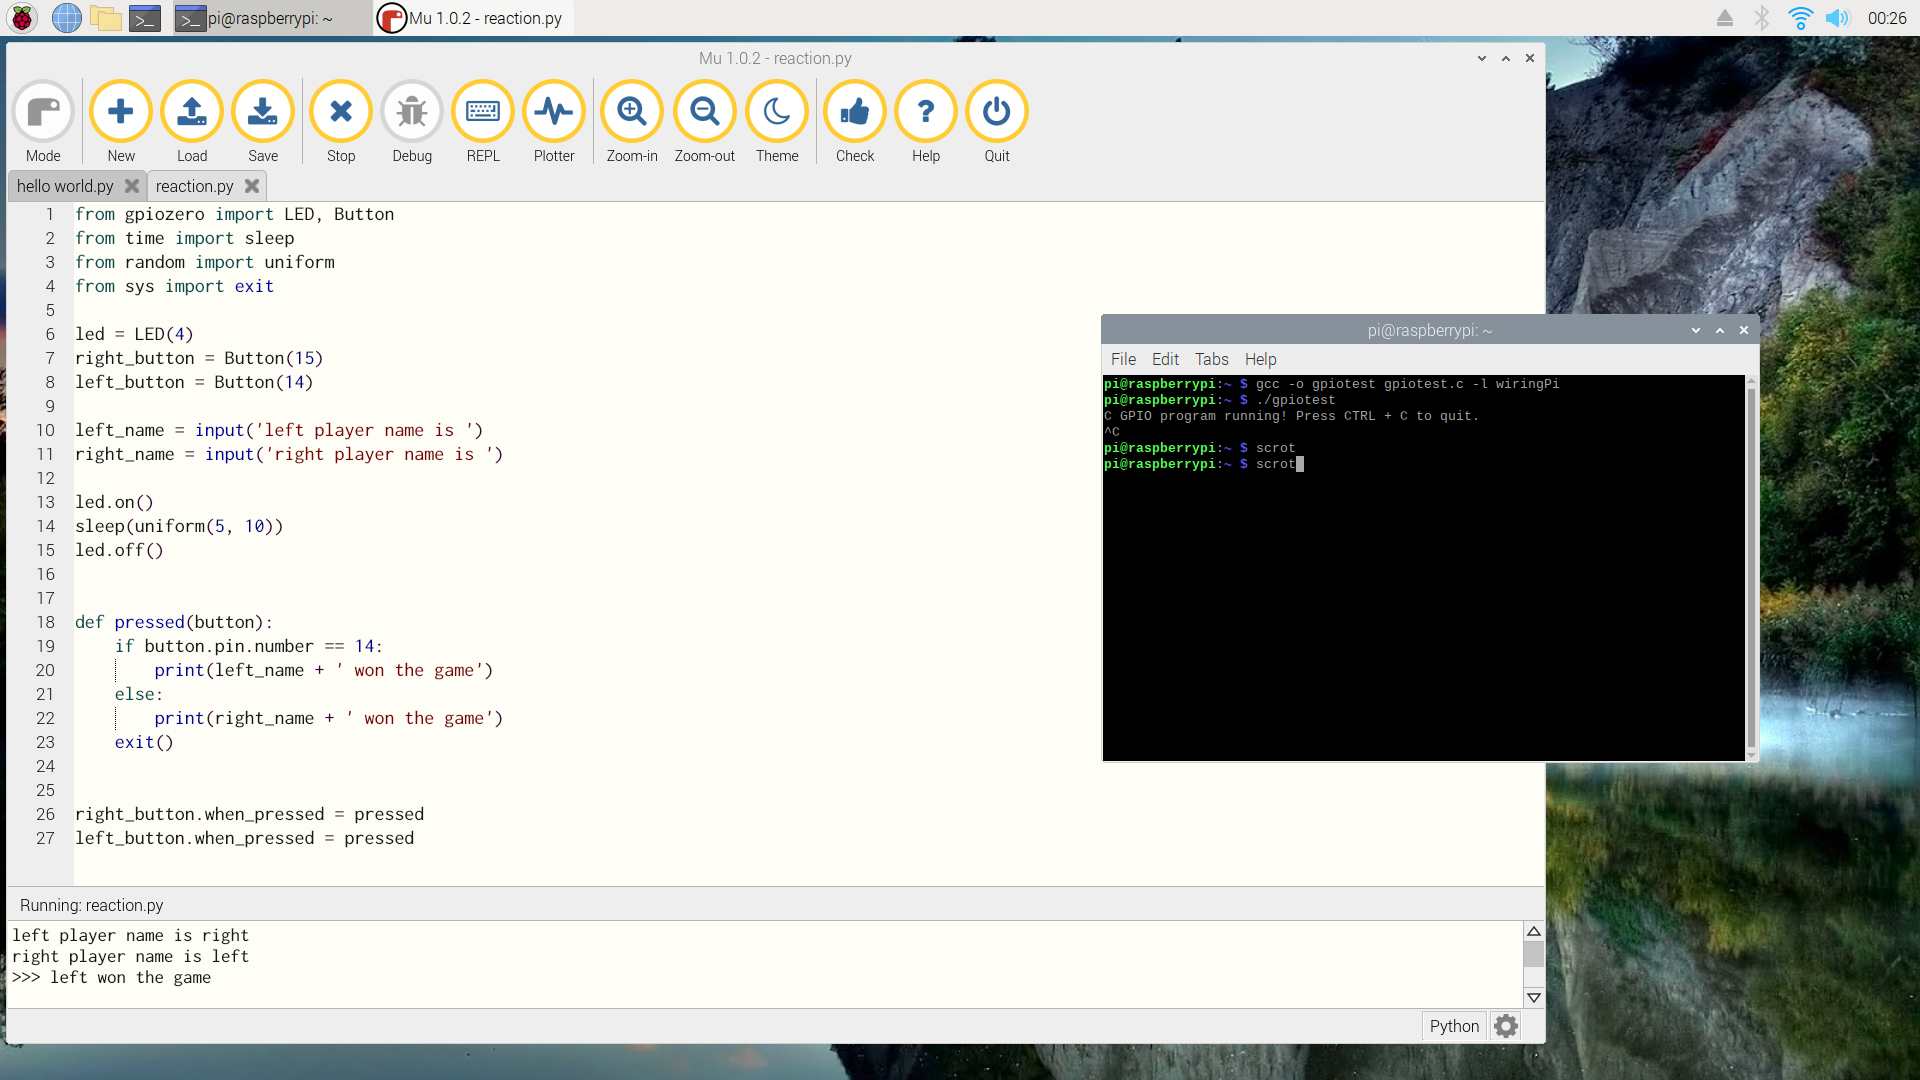 pi@raspberrypi: ~
Mu 1.0.2 - reaction.py
00:26
Mu 1.0.2 - reaction.py
Mode
New
Load
Save
Stop
Debug
REPL
Plotter
Zoom-in
Zoom-out
Theme
Check
Help
Quit
hello world.py
reaction.py
1 from gpiozero import LED, Button
2 from time import sleep
3 from random import uniform
4 from sys import exit
5
6 led = LED(4)
7 right_button = Button(15)
8 left_button = Button(14)
9
10 left_name = input('left player name is ')
11 right_name = input('right player name is ')
12
13 led.on()
14 sleep(uniform(5, 10))
15 led.off()
16
17
18 def pressed(button):
19     if button.pin.number == 14:
20         print(left_name + ' won the game')
21     else:
22         print(right_name + ' won the game')
23     exit()
24
25
26 right_button.when_pressed = pressed
27 left_button.when_pressed = pressed
Running: reaction.py
left player name is right
right player name is left
>>> left won the game
Python
pi@raspberrypi: ~
File Edit Tabs Help
pi@raspberrypi:~ $ gcc -o gpiotest gpiotest.c -l wiringPi
pi@raspberrypi:~ $ ./gpiotest
C GPIO program running! Press CTRL + C to quit.
^C
pi@raspberrypi:~ $ scrot
pi@raspberrypi:~ $ scrot